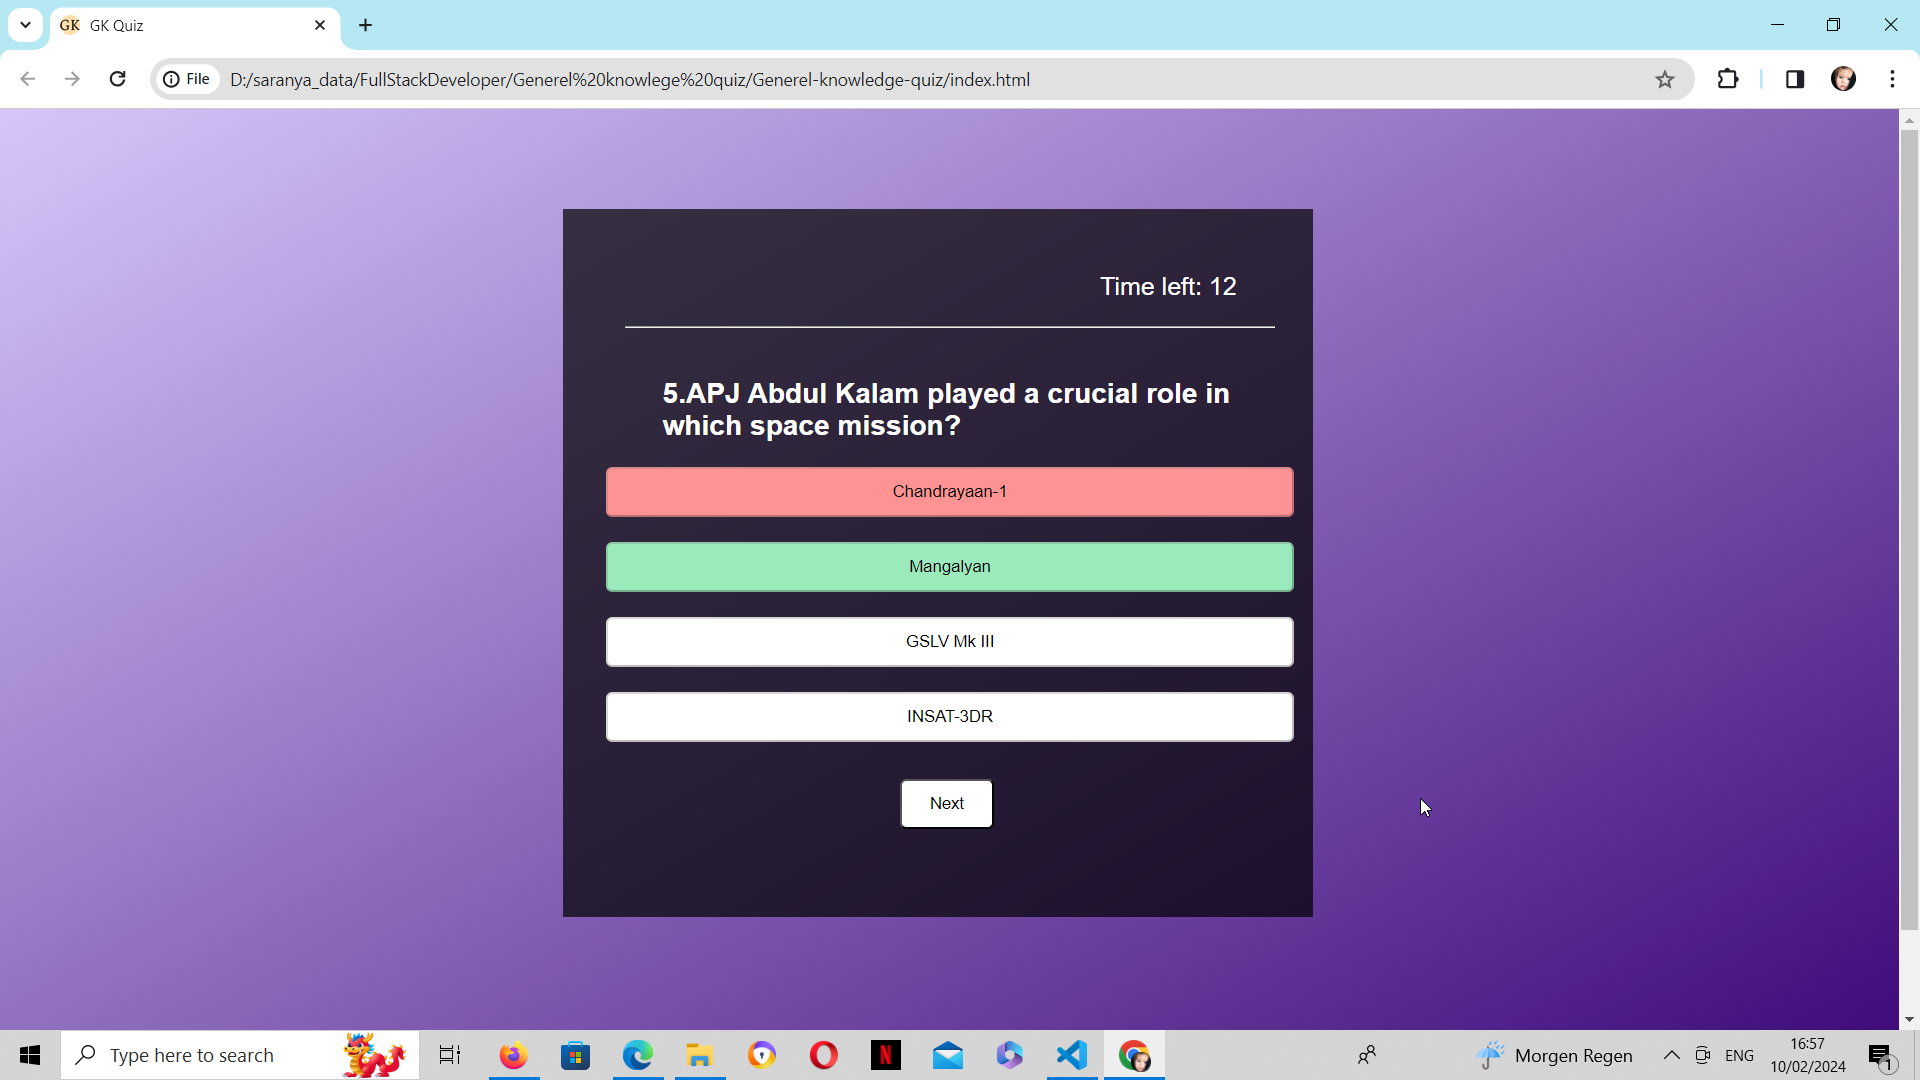 GK GK Quiz
File D:/saranya_data/FullStackDeveloper/Generel%20knowlege%20quiz/Generel-knowledge-quiz/index.html
Time left: 12
5.APJ Abdul Kalam played a crucial role in
which space mission?
Chandrayaan-1
Mangalyan
GSLV Mk III
INSAT-3DR
Next
Type here to search
N
Morgen Regen
ENG
16:57
10/02/2024
1